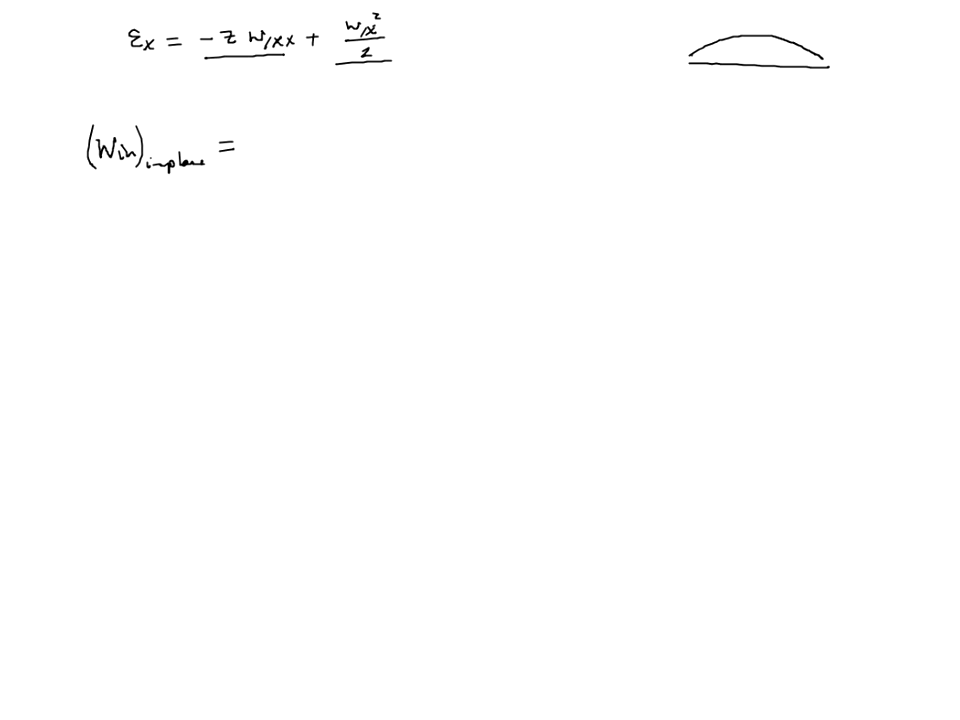 εx = -z w,xx + w,x²/2
(Win)inplane =